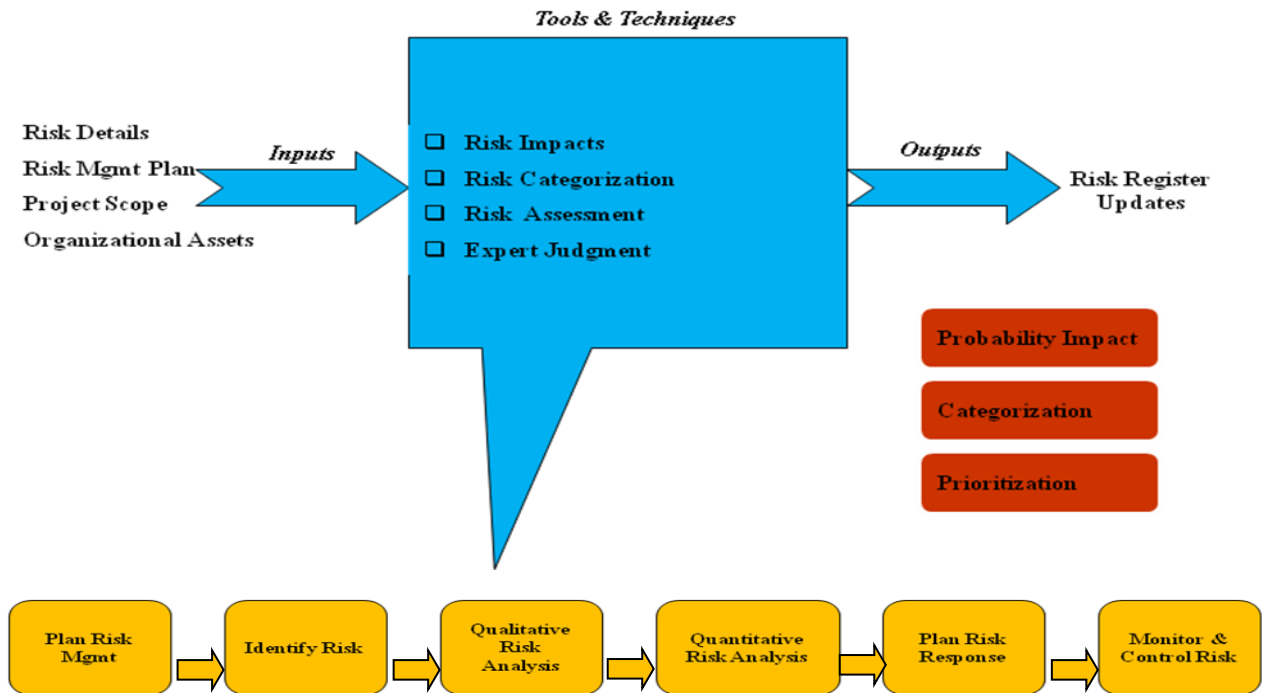 Tools & Techniques
Risk Details
Risk Mgmt Plan
Project Scope
Organizational Assets
Inputs
Risk Impacts
Risk Categorization
Risk Assessment
Expert Judgment
Outputs
Risk Register
Updates
Probability Impact
Categorization
Prioritization
Plan Risk
Mgmt
Identify Risk
Qualitative
Risk
Analysis
Quantitative
Risk Analysis
Plan Risk
Response
Monitor &
Control Risk